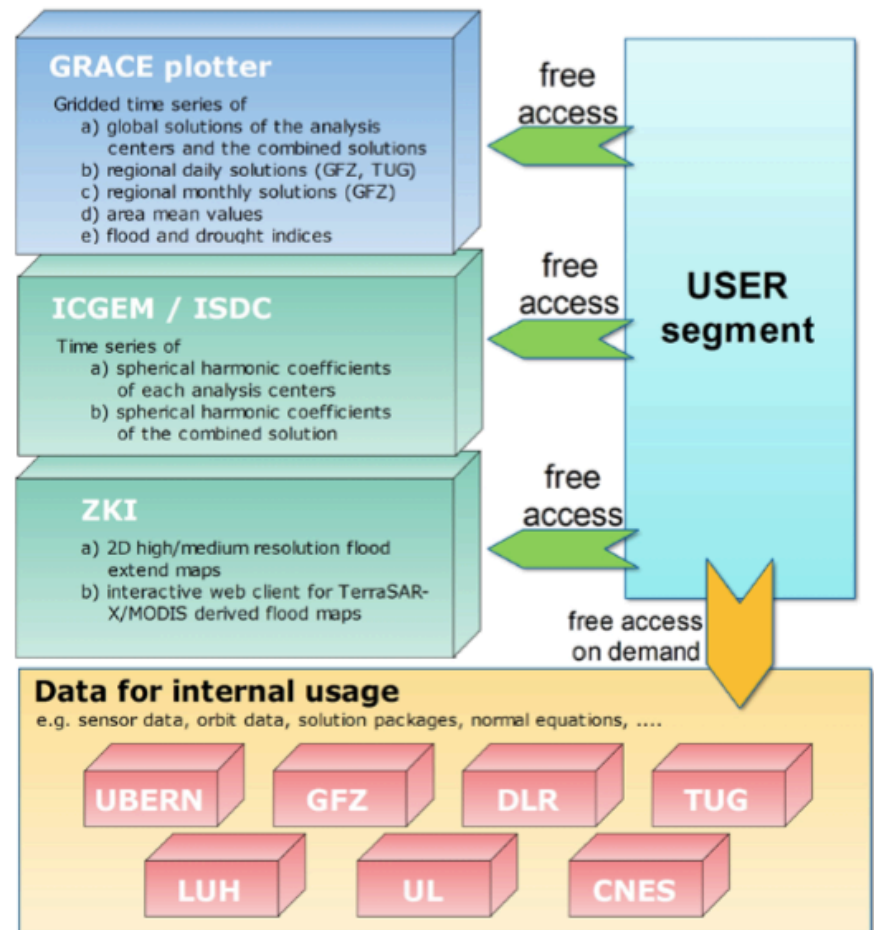 GRACE plotter
Gridded time series of
a) global solutions of the analysis
centers and the combined solutions
b) regional daily solutions (GFZ, TUG)
c) regional monthly solutions (GFZ)
d) area mean values
e) flood and drought indices
free
access
ICGEM / ISDC
Time series of
a) spherical harmonic coefficients
of each analysis centers
b) spherical harmonic coefficients
of the combined solution
free
access
USER
segment
ZKI
a) 2D high/medium resolution flood
extend maps
b) interactive web client for TerraSAR-
X/MODIS derived flood maps
free
access
free access
on demand
Data for internal usage
e.g. sensor data, orbit data, solution packages, normal equations, ....
UBERN
GFZ
DLR
TUG
LUH
UL
CNES